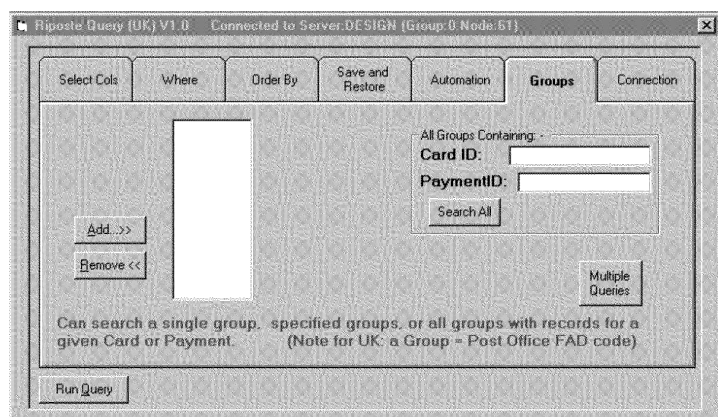 Riposte Query (UK) V1.0 Connected to Server:DESIGN (Group:0 Node:61)
Select Cols
Where
Order By
Save and
Restore
Automation
Groups
Connection
All Groups Containing: -
Card ID:
PaymentID:
Search All
Add...>>
Remove <<
Multiple
Queries
Can search a single group, specified groups, or all groups with records for a
given Card or Payment. (Note for UK: a Group = Post Office FAD code)
Run Query